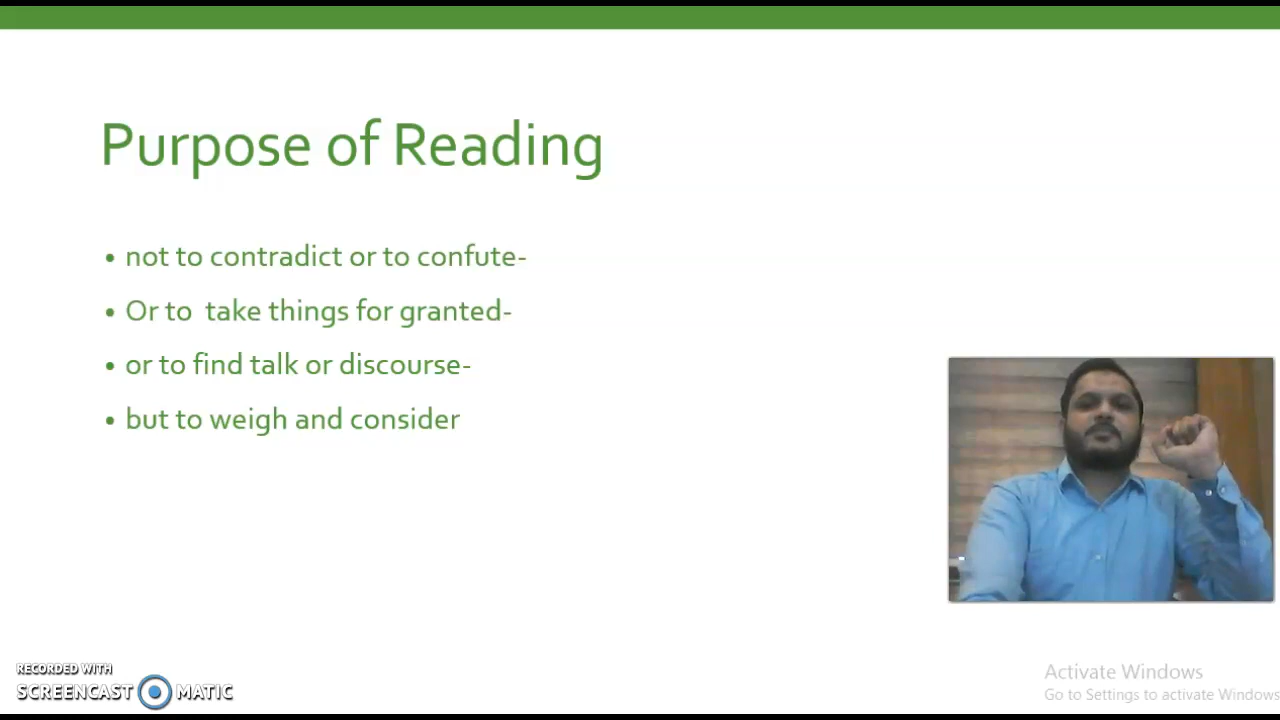 Purpose of Reading
• not to contradict or to confute-
• Or to  take things for granted-
• or to find talk or discourse-
• but to weigh and consider
RECORDED WITH
SCREENCAST MATIC
Activate Windows
Go to Settings to activate Windows